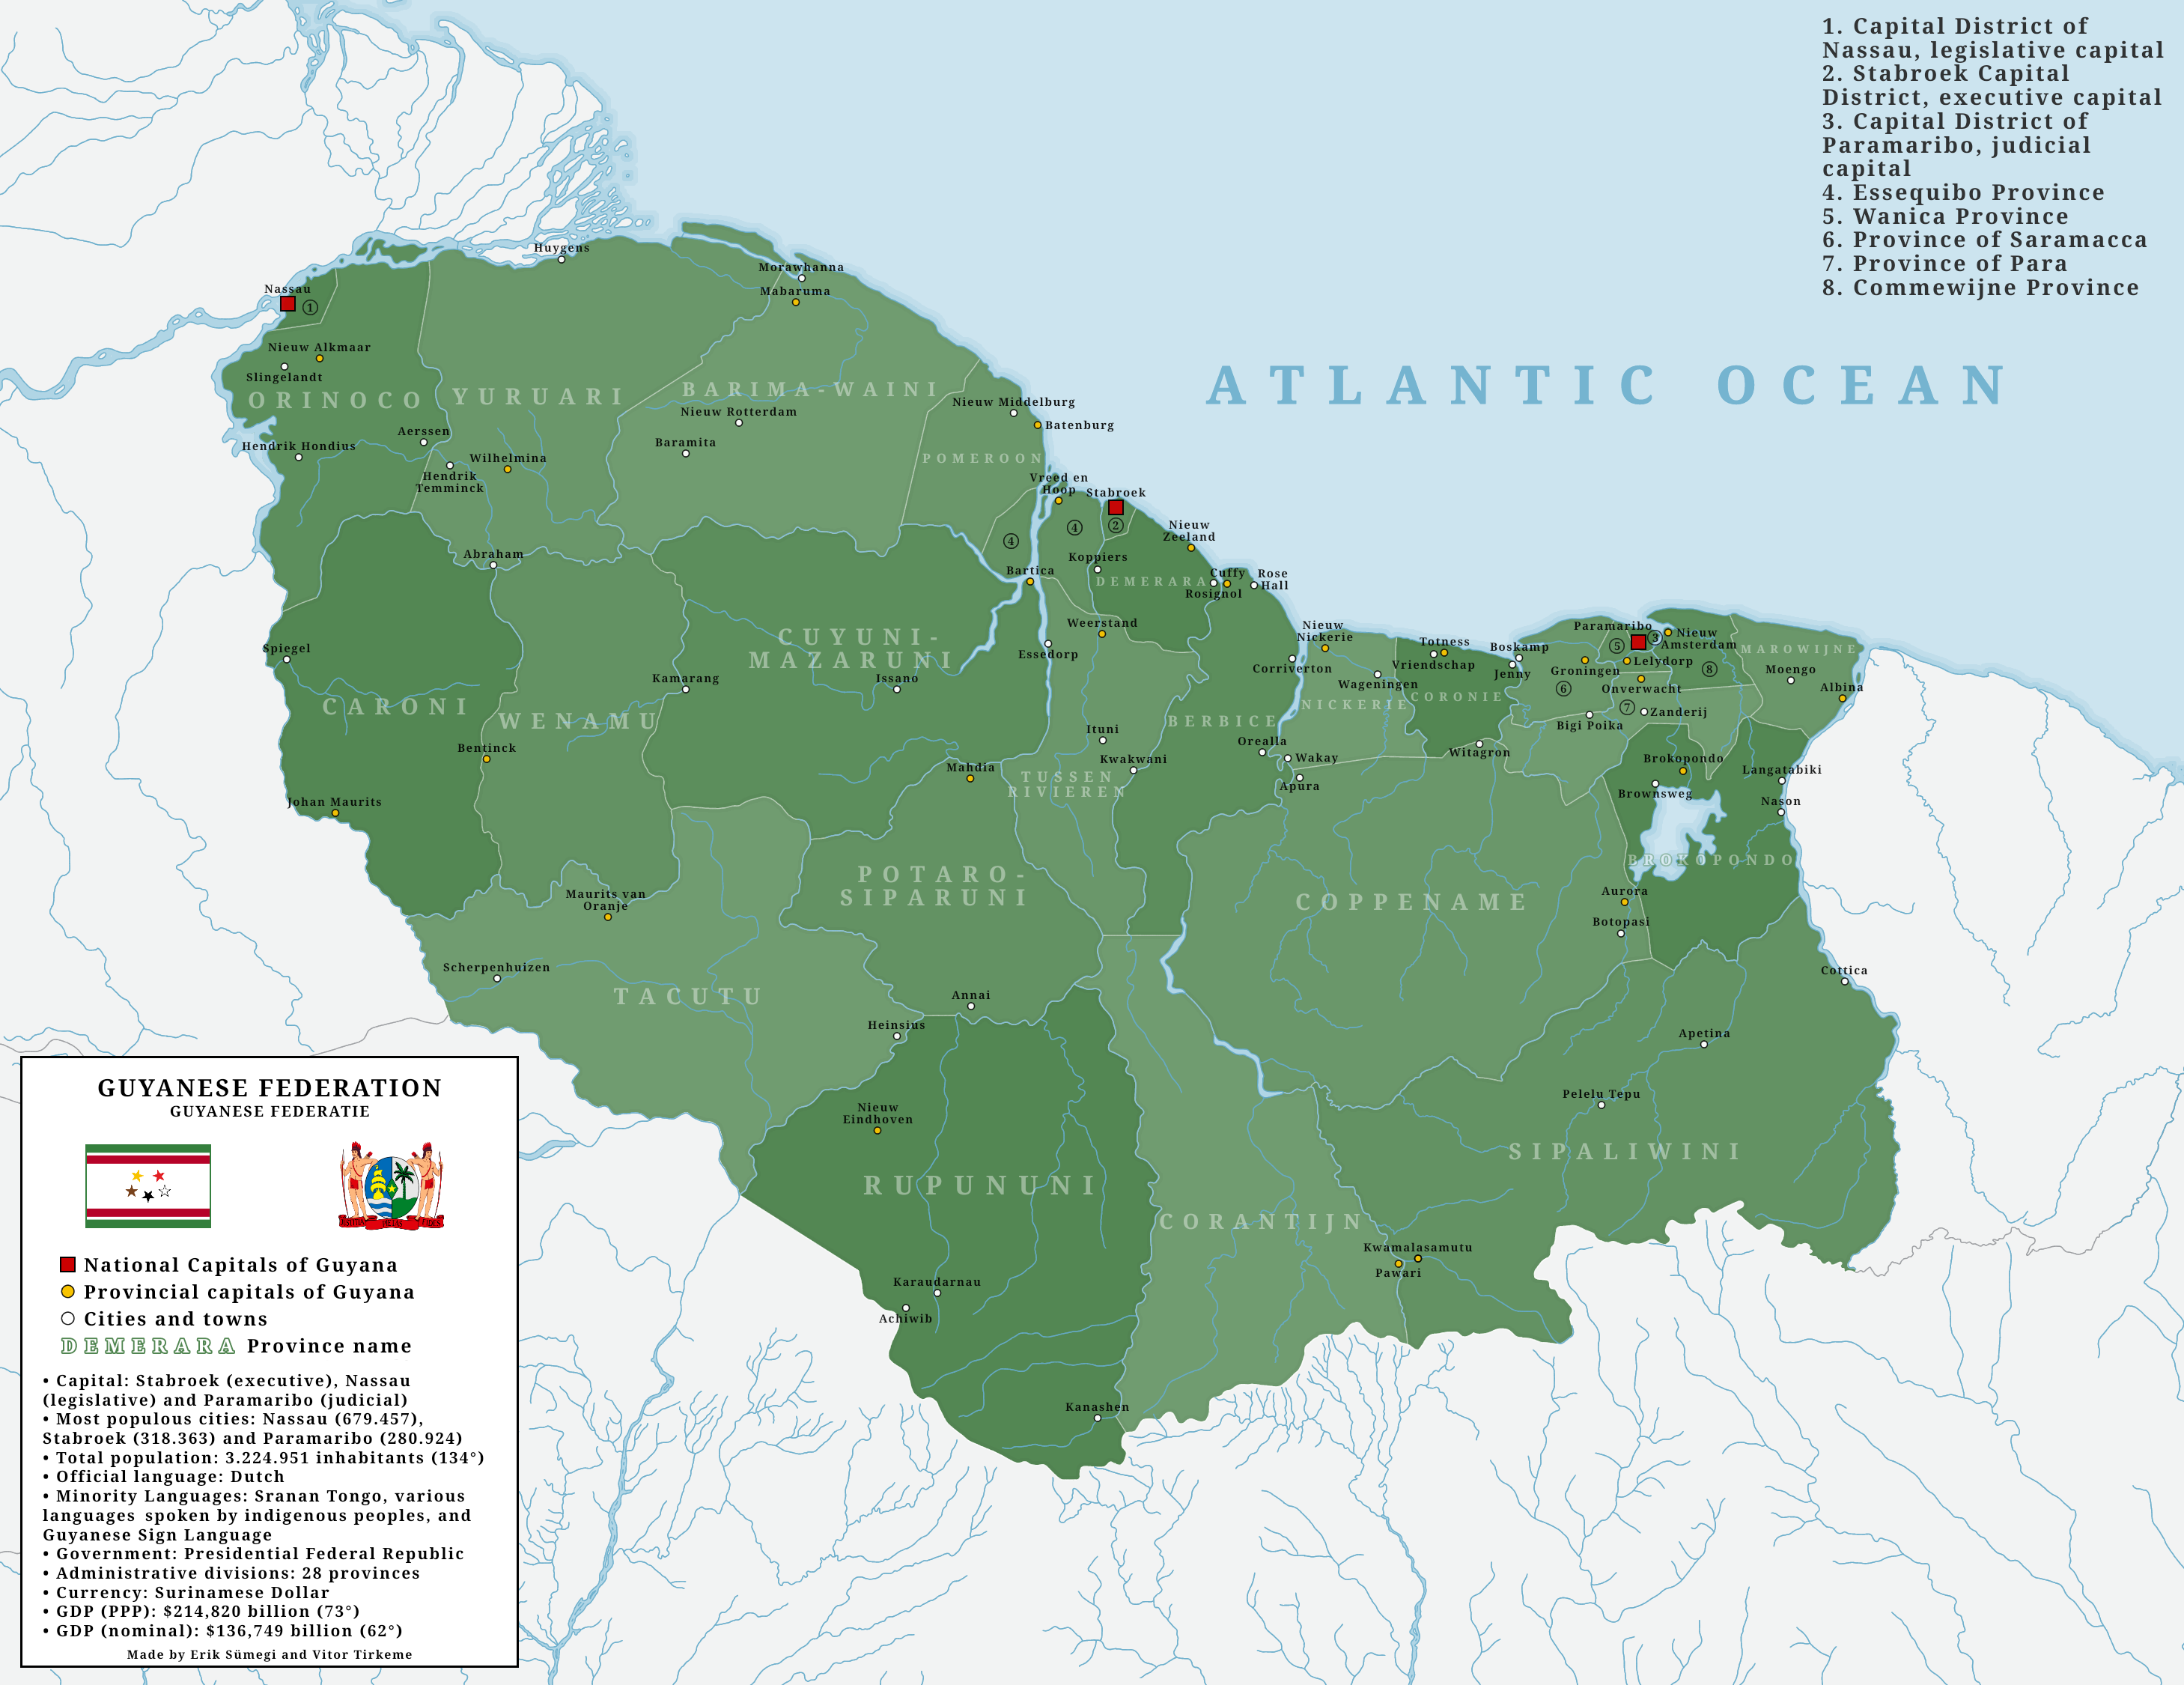 1. Capital District of
Nassau, legislative capital
2. Stabroek Capital
District, executive capital
3. Capital District of
Paramaribo, judicial
capital
4. Essequibo Province
5. Wanica Province
6. Province of Saramacca
7. Province of Para
8. Commewijne Province
ATLANTIC OCEAN
Huygens
Morawhanna
Mabaruma
Nassau
1
Nieuw Alkmaar
Slingelandt
ORINOCO
YURUARI
BARIMA-WAINI
Nieuw Rotterdam
Baramita
Nieuw Middelburg
Batenburg
POMEROON
Aerssen
Hendrik Hondius
Wilhelmina
Hendrik
Temminck
Vreed en
Hoop
Stabroek
2
4
4
Nieuw
Zeeland
Koppiers
Abraham
Bartica
DEMERARA
Cuffy
Rosignol
Rose
Hall
Weerstand
Essedorp
CUYUNI-
MAZARUNI
Spiegel
Kamarang
Issano
CARONI
WENAMU
Bentinck
Johan Maurits
Ituni
Kwakwani
Mahdia
TUSSEN
RIVIEREN
BERBICE
Orealla
Wakay
Apura
Nieuw
Nickerie
Corriverton
Wageningen
NICKERIE
Totness
Vriendschap
CORONIE
Boskamp
Jenny
Witagron
Paramaribo
3
5
Nieuw
Amsterdam
Lelydorp
Groningen
6
Onverwacht
8
7
Zanderij
Bigi Poika
MAROWIJNE
Moengo
Albina
Brokopondo
Brownsweg
Langatabiki
Nason
BROKOPONDO
Aurora
Botopasi
Cottica
Maurits van
Oranje
POTARO-
SIPARUNI
COPPENAME
Scherpenhuizen
TACUTU
Annai
Heinsius
Apetina
Pelelu Tepu
SIPALIWINI
Nieuw
Eindhoven
RUPUNUNI
CORANTIJN
Kwamalasamutu
Pawari
Karaudarnau
Achiwib
Kanashen
GUYANESE FEDERATION
GUYANESE FEDERATIE
National Capitals of Guyana
Provincial capitals of Guyana
Cities and towns
DEMERARA Province name
• Capital: Stabroek (executive), Nassau
(legislative) and Paramaribo (judicial)
• Most populous cities: Nassau (679.457),
Stabroek (318.363) and Paramaribo (280.924)
• Total population: 3.224.951 inhabitants (134°)
• Official language: Dutch
• Minority Languages: Sranan Tongo, various
languages spoken by indigenous peoples, and
Guyanese Sign Language
• Government: Presidential Federal Republic
• Administrative divisions: 28 provinces
• Currency: Surinamese Dollar
• GDP (PPP): $214,820 billion (73°)
• GDP (nominal): $136,749 billion (62°)
Made by Erik Sümegi and Vitor Tirkeme